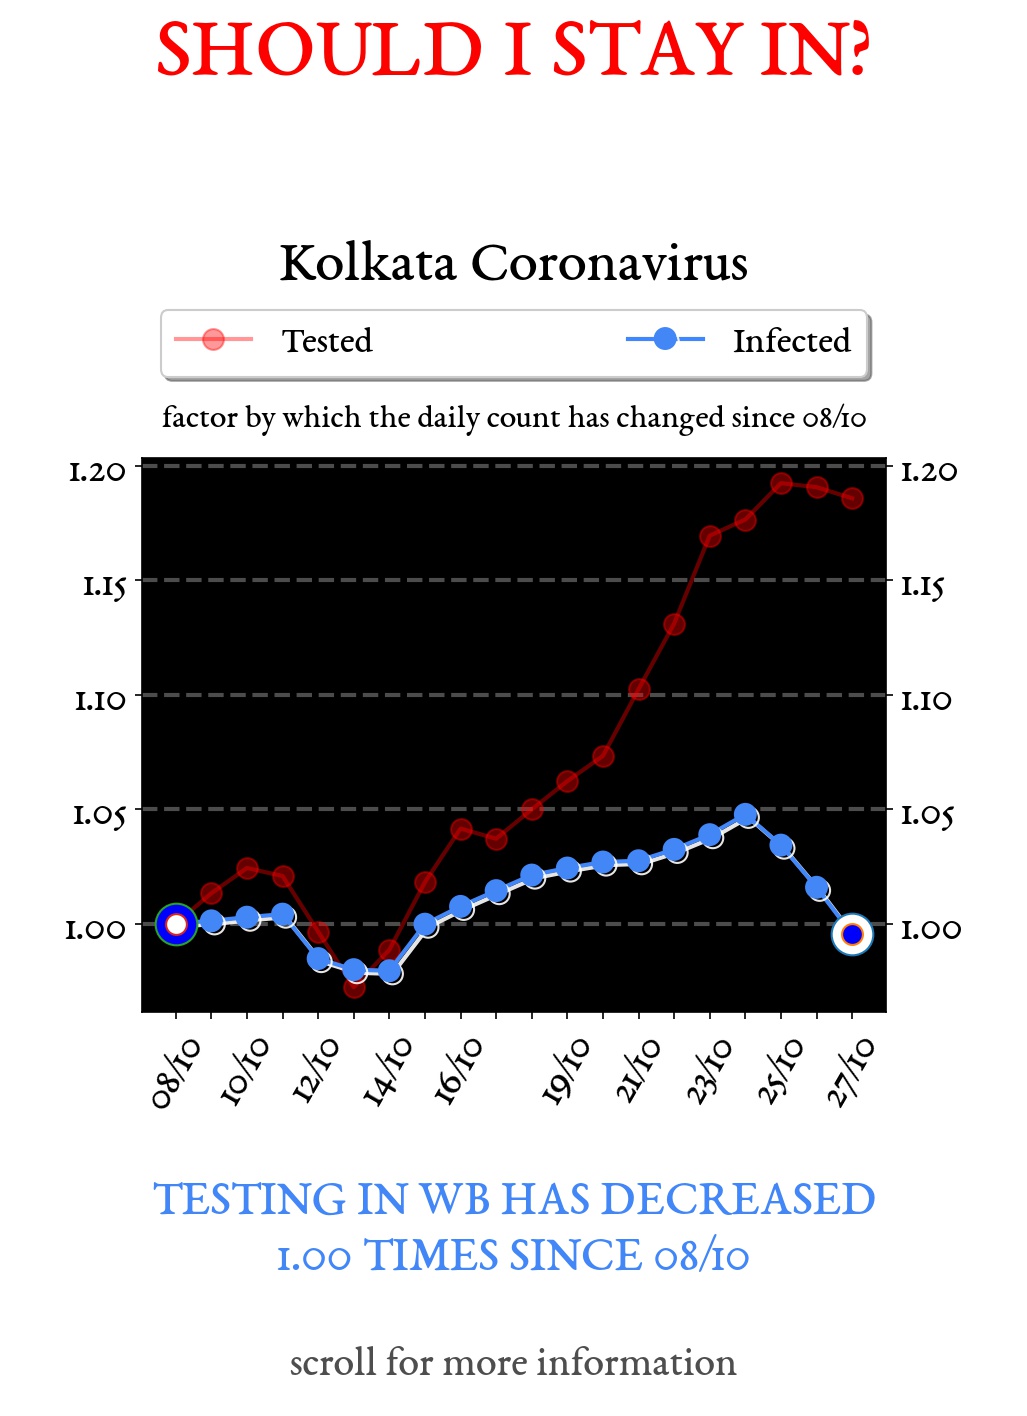 SHOULD I STAY IN?
Kolkata Coronavirus
Tested Infected
factor by which the daily count has changed since 08/10
1.20 1.20
1.15 1.15
1.10 1.10
1.05 1.05
1.00 1.00
08/10 10/10 12/10 14/10 16/10 19/10 21/10 23/10 25/10 27/10
TESTING IN WB HAS DECREASED
1.00 TIMES SINCE 08/10
scroll for more information